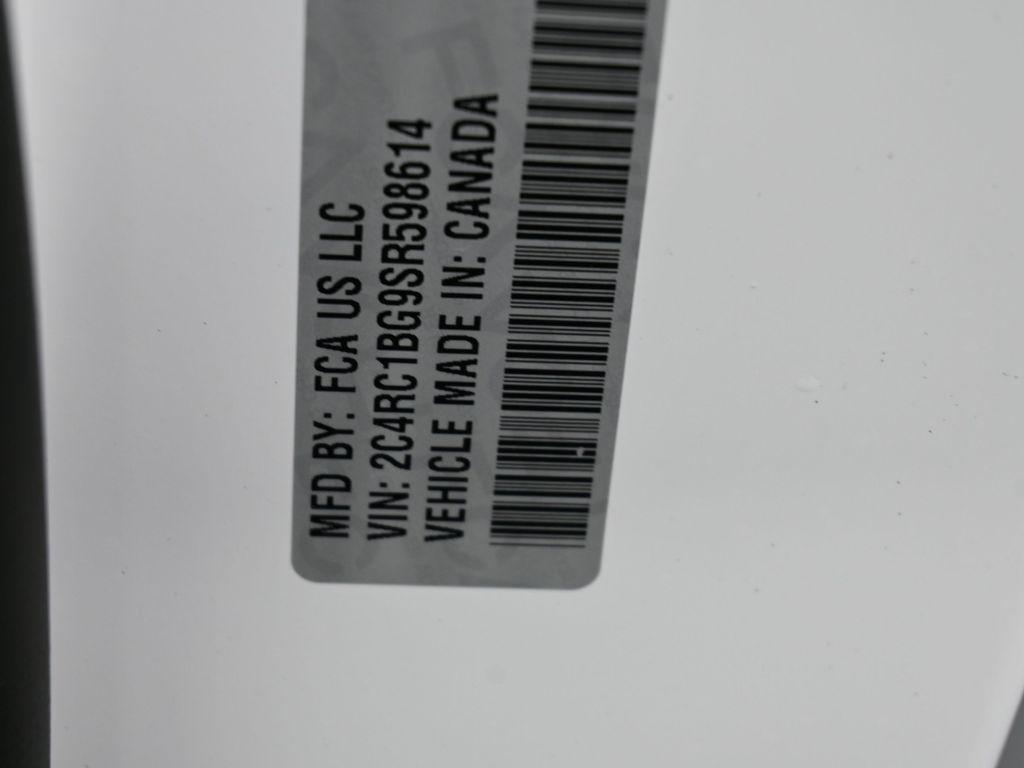 MFD BY: FCA US LLC
VIN: 2C4RC1BG9SR598614
VEHICLE MADE IN: CANADA